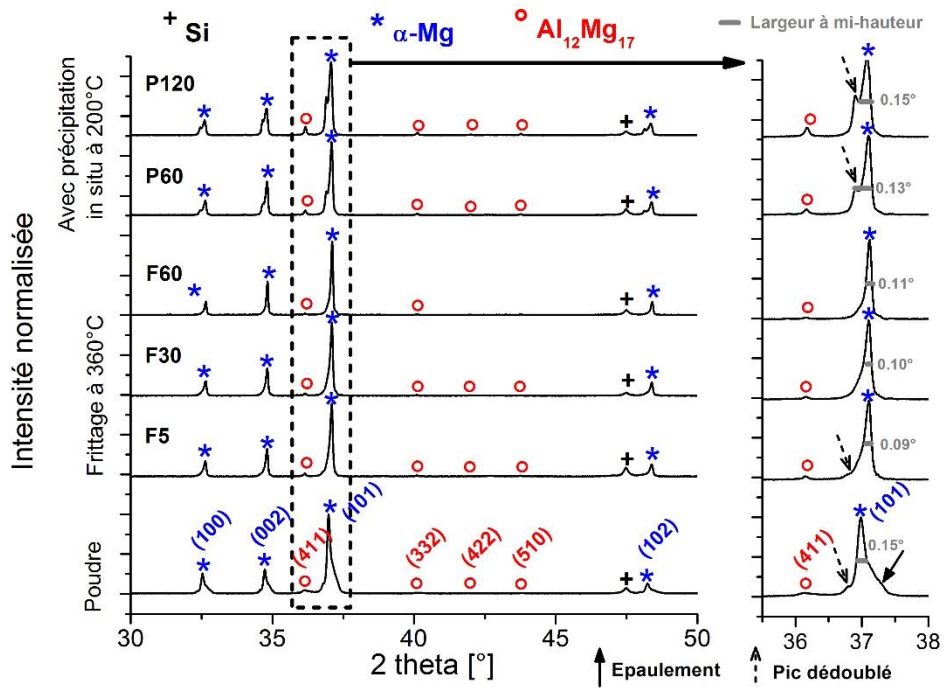 + Si * α-Mg o Al12Mg17
Largeur à mi-hauteur
Intensité normalisée
Avec précipitation
in situ à 200°C
Frittage à 360°C
Poudre
P120
P60
F60
F30
F5
(100)
(002)
(411)
(101)
(332)
(422)
(510)
(102)
30 35 40 45 50
2 theta [°]
0.15°
0.13°
0.11°
0.10°
0.09°
0.15°
(411)
(101)
36 37 38
Epaulement
Pic dédoublé